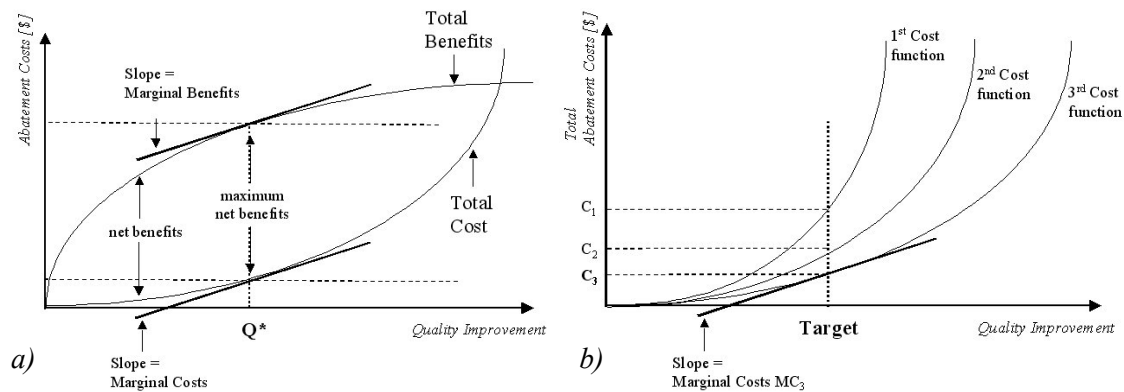 Abatement Costs [$]
Total
Benefits
Slope =
Marginal Benefits
maximum
net benefits
net benefits
Total
Cost
Q*
Quality Improvement
Slope =
Marginal Costs
a)
Total
Abatement Costs [$]
1st Cost
function
2nd Cost
function
3rd Cost
function
C1
C2
C3
Target
Quality Improvement
Slope =
Marginal Costs MC3
b)